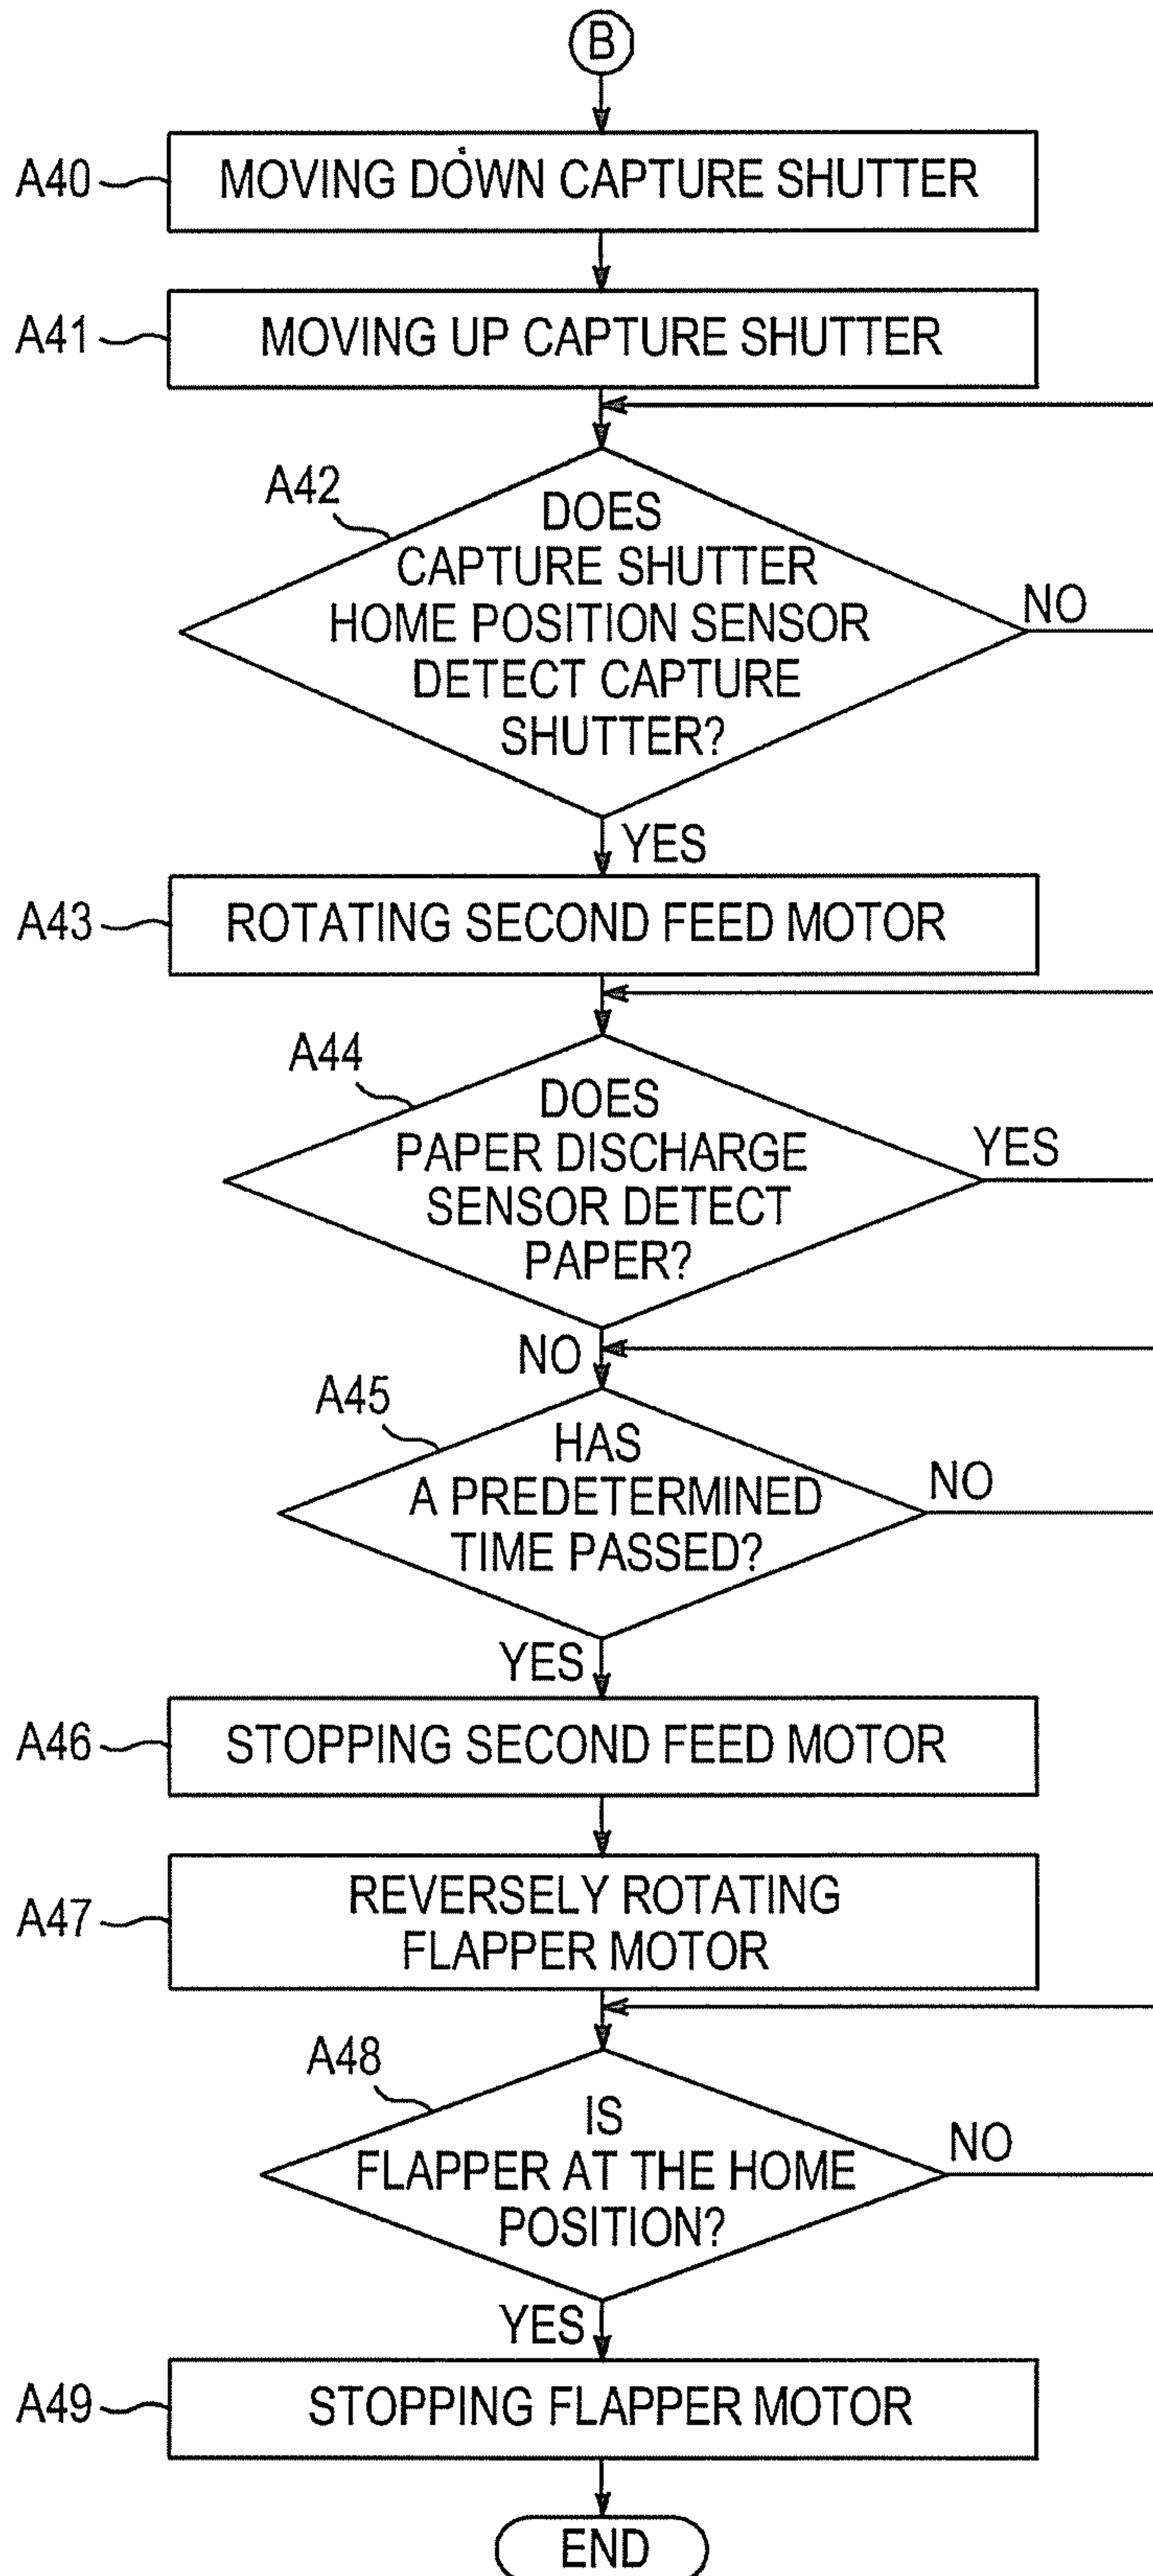 B
A40
MOVING DOWN CAPTURE SHUTTER
A41
MOVING UP CAPTURE SHUTTER
A42
DOES
CAPTURE SHUTTER
HOME POSITION SENSOR
DETECT CAPTURE
SHUTTER?
NO
YES
A43
ROTATING SECOND FEED MOTOR
A44
DOES
PAPER DISCHARGE
SENSOR DETECT
PAPER?
YES
NO
A45
HAS
A PREDETERMINED
TIME PASSED?
NO
YES
A46
STOPPING SECOND FEED MOTOR
A47
REVERSELY ROTATING
FLAPPER MOTOR
A48
IS
FLAPPER AT THE HOME
POSITION?
NO
YES
A49
STOPPING FLAPPER MOTOR
END